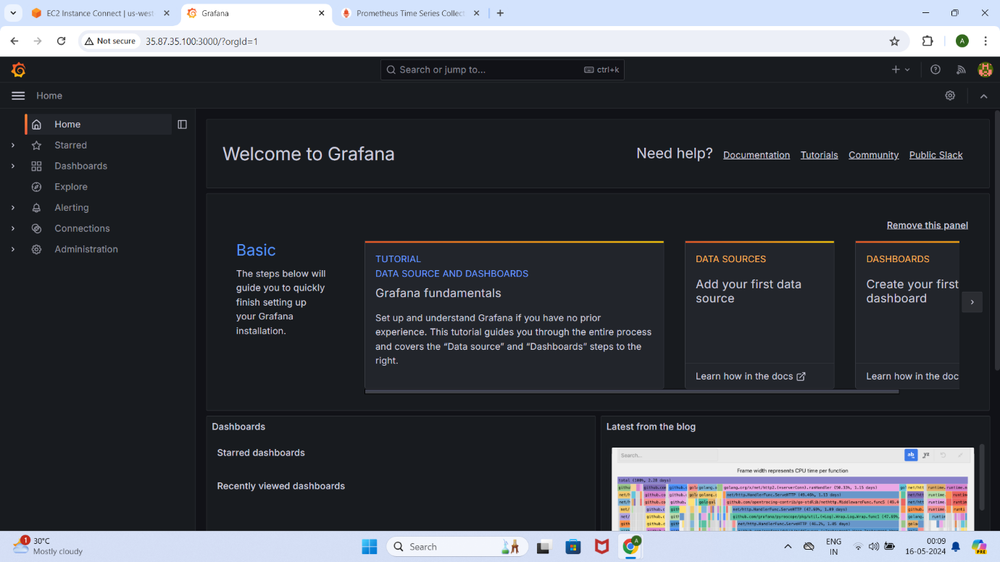 EC2 Instance Connect | us-west
Grafana
Prometheus Time Series Collect
Not secure
35.87.35.100:3000/?orgId=1
A
Search or jump to...
ctrl+k
Home
Home
Starred
Dashboards
Explore
Alerting
Connections
Administration
Welcome to Grafana
Need help?
Documentation
Tutorials
Community
Public Slack
Remove this panel
Basic
The steps below will
guide you to quickly
finish setting up
your Grafana
installation.
TUTORIAL
DATA SOURCE AND DASHBOARDS
Grafana fundamentals
Set up and understand Grafana if you have no prior
experience. This tutorial guides you through the entire process
and covers the “Data source” and “Dashboards” steps to the
right.
DATA SOURCES
Add your first data
source
Learn how in the docs
DASHBOARDS
Create your first
dashboard
Learn how in the doc
Dashboards
Starred dashboards
Recently viewed dashboards
Latest from the blog
Search...
Frame width represents CPU time per function
total (100%, 2.28 days)
golang.org/x/net/http2.(*serverConn).runHandler (50.33%, 1.15 days)
net/http.HandlerFunc.ServeHTTP (49.46%, 1.13 days)
github.com/opentracing-contrib/go-stdlib/nethttp.MiddlewareFunc.func5 (49.4
net/http.HandlerFunc.ServeHTTP (47.69%, 1.09 days)
github.com/grafana/pyroscope/pkg/util.(*Log).Wrap.Log.Wrap.func1 (47.69%,
net/http.HandlerFunc.ServeHTTP (46.2%, 1.05 days)
1
30°C
Mostly cloudy
Search
A
ENG
IN
00:09
16-05-2024
PRE